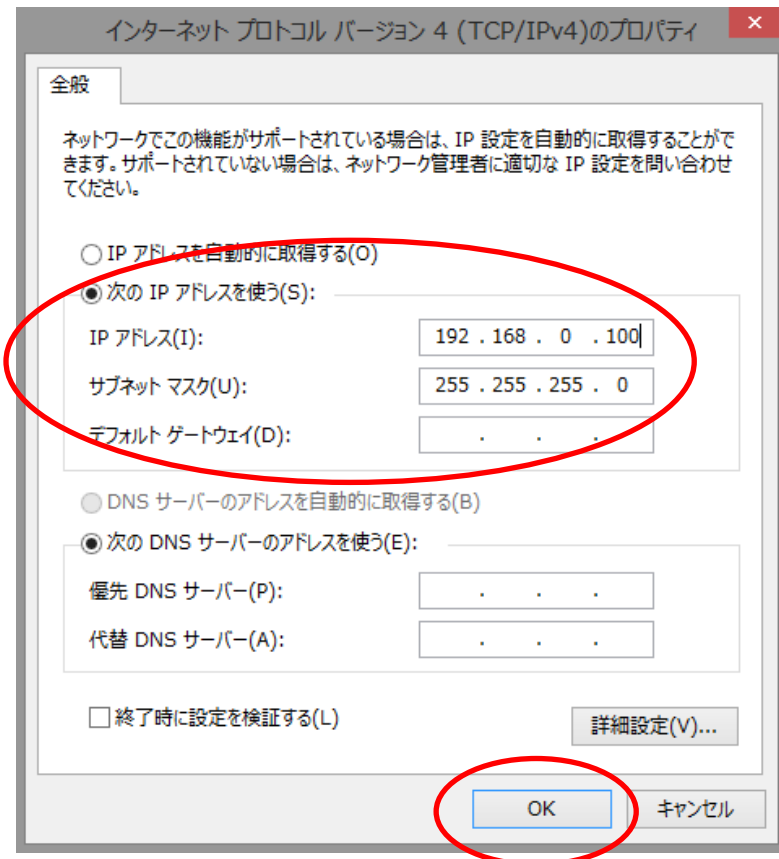 インターネット プロトコル バージョン 4 (TCP/IPv4)のプロパティ
全般
ネットワークでこの機能がサポートされている場合は、IP 設定を自動的に取得することがで
きます。サポートされていない場合は、ネットワーク管理者に適切な IP 設定を問い合わせ
てください。
IP アドレスを自動的に取得する(O)
次の IP アドレスを使う(S):
IP アドレス(I): 192 . 168 . 0 . 100
サブネット マスク(U): 255 . 255 . 255 . 0
デフォルト ゲートウェイ(D): . . .
DNS サーバーのアドレスを自動的に取得する(B)
次の DNS サーバーのアドレスを使う(E):
優先 DNS サーバー(P): . . .
代替 DNS サーバー(A): . . .
終了時に設定を検証する(L)
詳細設定(V)...
OK キャンセル